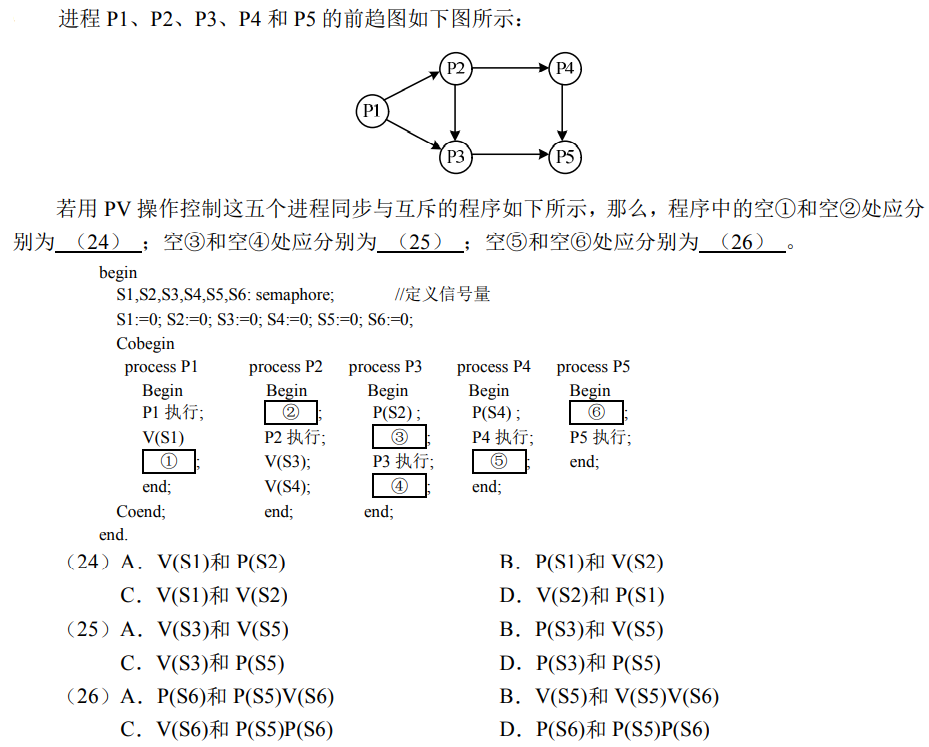 进程 P1、P2、P3、P4 和 P5 的前趋图如下图所示：
P2
P4
P1
P3
P5
若用 PV 操作控制这五个进程同步与互斥的程序如下所示，那么，程序中的空①和空②处应分
别为 （24） ；空③和空④处应分别为 （25） ；空⑤和空⑥处应分别为 （26） 。
begin
S1,S2,S3,S4,S5,S6: semaphore; //定义信号量
S1:=0; S2:=0; S3:=0; S4:=0; S5:=0; S6:=0;
Cobegin
process P1 process P2 process P3 process P4 process P5
Begin Begin Begin Begin Begin
P1 执行; ②; P(S2) ; P(S4) ; ⑥;
V(S1) P2 执行; ③; P4 执行; P5 执行;
①; V(S3); P3 执行; ⑤; end;
end; V(S4); ④; end;
Coend; end; end;
end.
（24）A．V(S1)和 P(S2) B．P(S1)和 V(S2)
C．V(S1)和 V(S2) D．V(S2)和 P(S1)
（25）A．V(S3)和 V(S5) B．P(S3)和 V(S5)
C．V(S3)和 P(S5) D．P(S3)和 P(S5)
（26）A．P(S6)和 P(S5)V(S6) B．V(S5)和 V(S5)V(S6)
C．V(S6)和 P(S5)P(S6) D．P(S6)和 P(S5)P(S6)